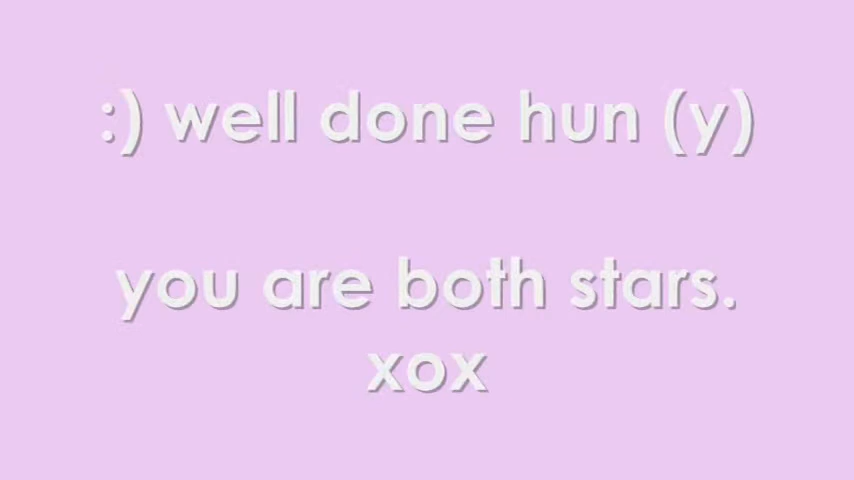 :) well done hun (y)
you are both stars.
xox